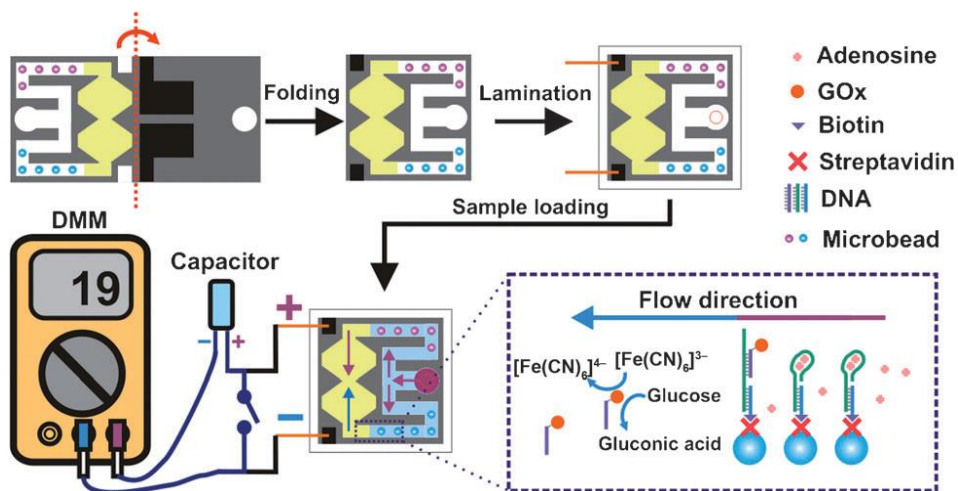 Folding
Lamination
Adenosine
GOx
Biotin
Streptavidin
DNA
Microbead
Sample loading
DMM
19
Capacitor
+
−
− +
Flow direction
[Fe(CN)₆]⁴⁻ [Fe(CN)₆]³⁻
Glucose
Gluconic acid